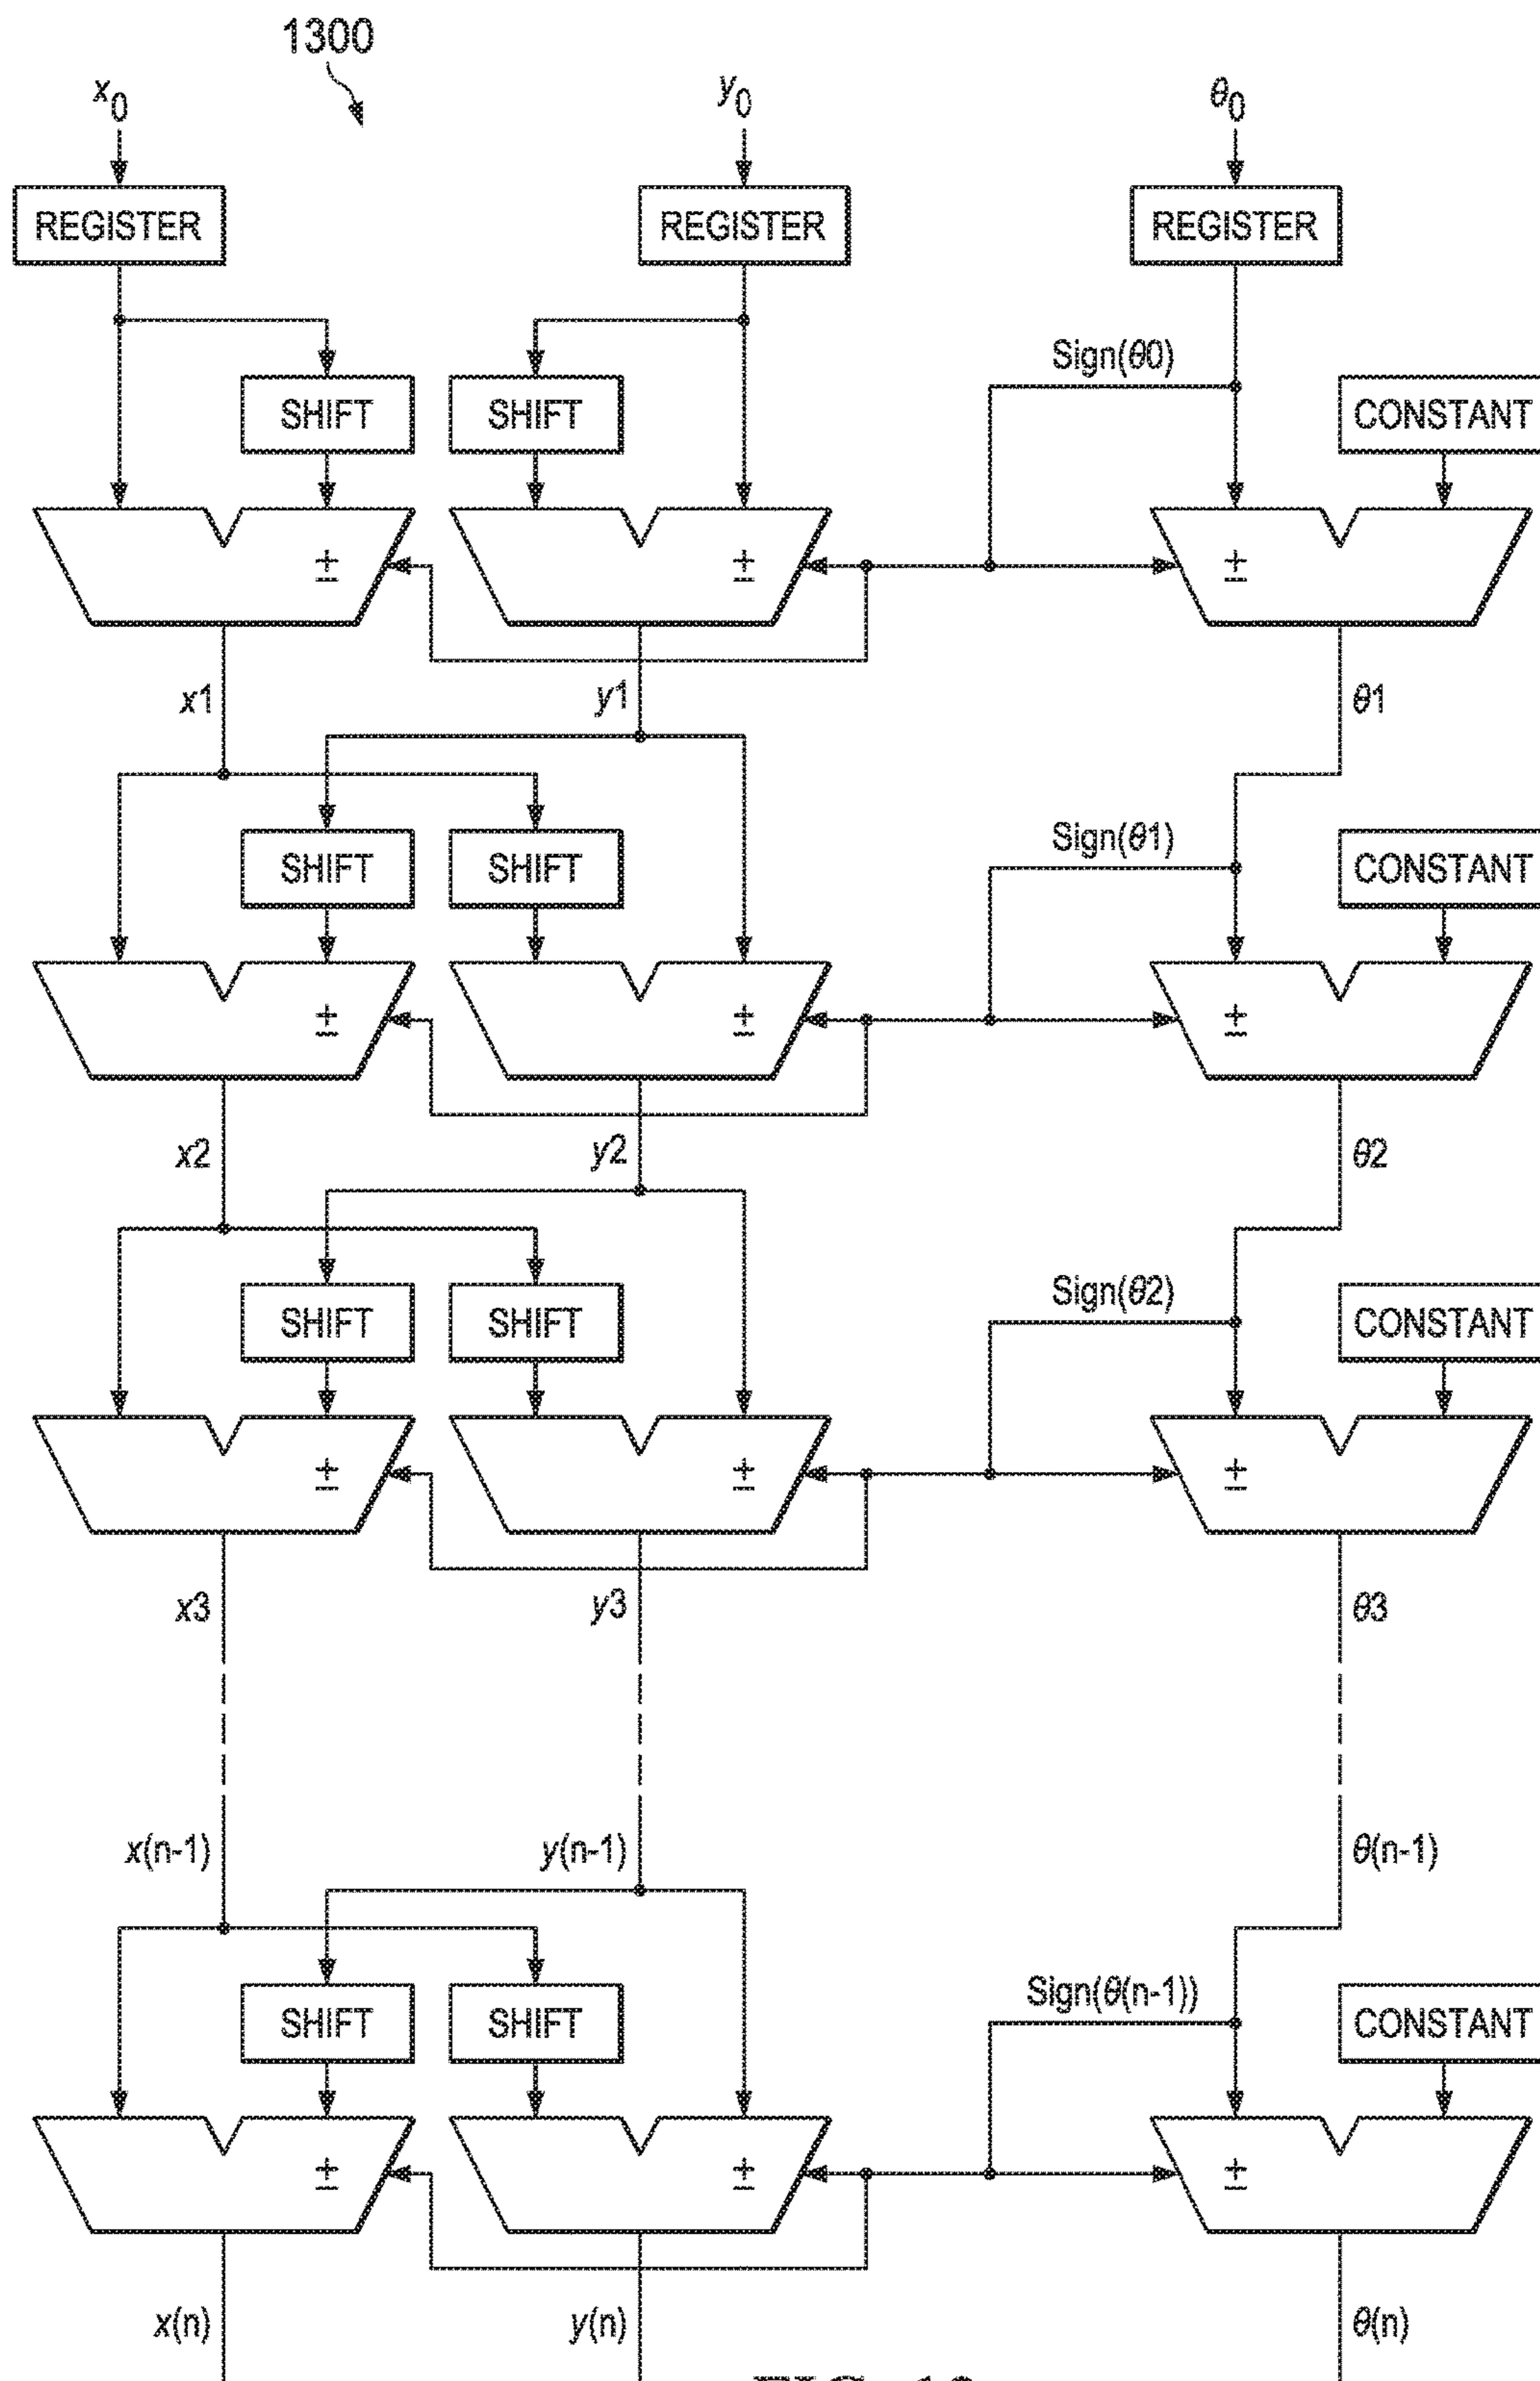 1300
x0 y0 θ0
REGISTER REGISTER REGISTER
Sign(θ0)
SHIFT SHIFT CONSTANT
± ± ±
x1 y1 θ1
Sign(θ1)
SHIFT SHIFT CONSTANT
± ± ±
x2 y2 θ2
Sign(θ2)
SHIFT SHIFT CONSTANT
± ± ±
x3 y3 θ3
x(n-1) y(n-1) θ(n-1)
Sign(θ(n-1))
SHIFT SHIFT CONSTANT
± ± ±
x(n) y(n) θ(n)